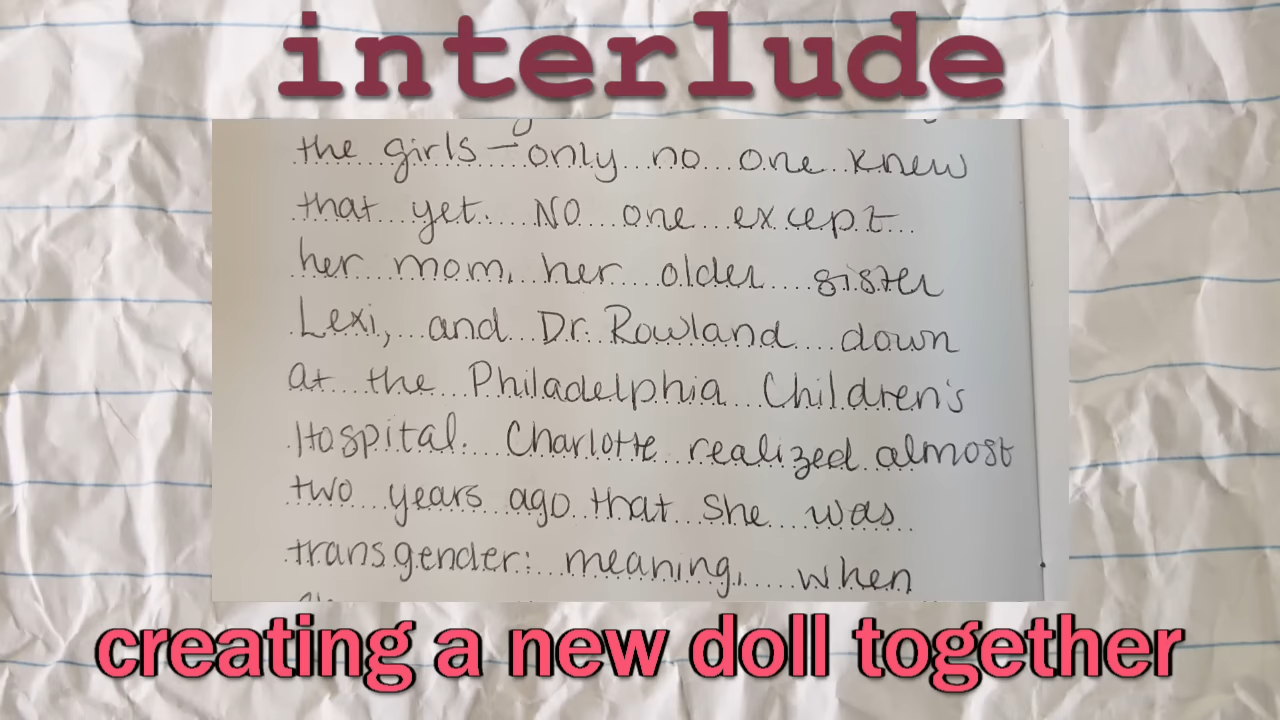 interlude
the girls – only no one knew
that yet. No one except
her mom, her older sister
Lexi, and Dr. Rowland down
at the Philadelphia Children's
Hospital. Charlotte realized almost
two years ago that she was
transgender: meaning, when
creating a new doll together